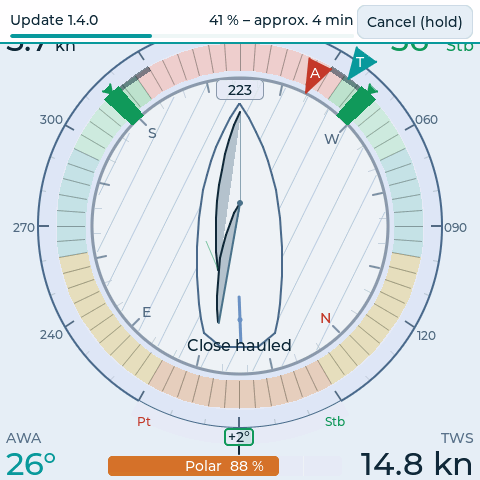 Update 1.4.0
41 % – approx. 4 min
Cancel (hold)
kn
Stb
T
A
223
300
060
S
W
270
090
E
N
240
120
Close hauled
Pt
Stb
+2°
AWA
TWS
26°
Polar 88 %
14.8 kn